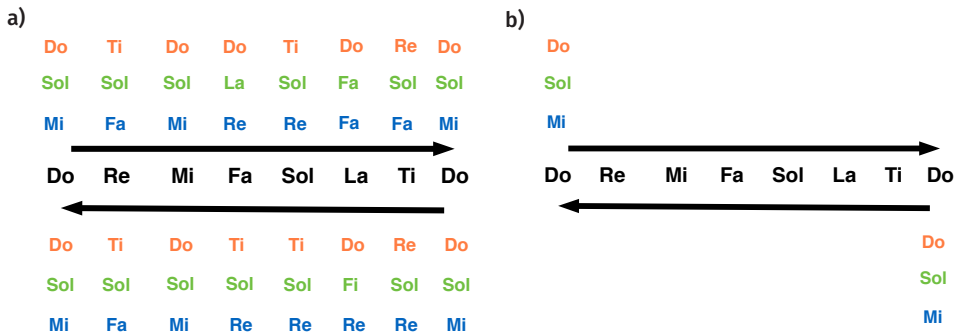 a)
Do Ti Do Do Ti Do Re Do
Sol Sol Sol La Sol Fa Sol Sol
Mi Fa Mi Re Re Fa Fa Mi
Do Re Mi Fa Sol La Ti Do
Do Ti Do Ti Ti Do Re Do
Sol Sol Sol Sol Sol Fi Sol Sol
Mi Fa Mi Re Re Re Re Mi
b)
Do
Sol
Mi
Do Re Mi Fa Sol La Ti Do
Do
Sol
Mi